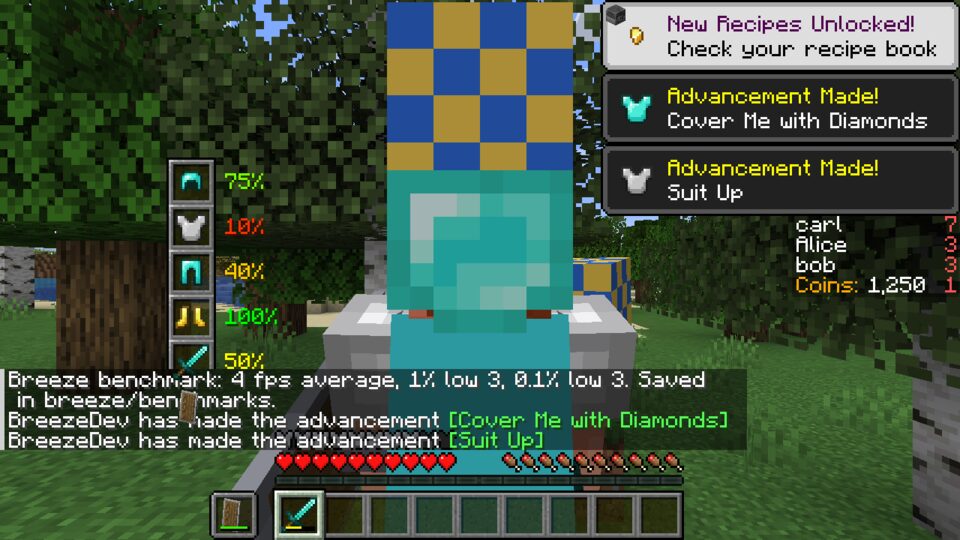 New Recipes Unlocked!
Check your recipe book
Advancement Made!
Cover Me with Diamonds
Advancement Made!
Suit Up
carl 7
Alice 3
bob 3
Coins: 1,250 1
75%
10%
40%
100%
50%
Breeze benchmark: 4 fps average, 1% low 3, 0.1% low 3. Saved
in breeze/benchmarks.
BreezeDev has made the advancement [Cover Me with Diamonds]
BreezeDev has made the advancement [Suit Up]